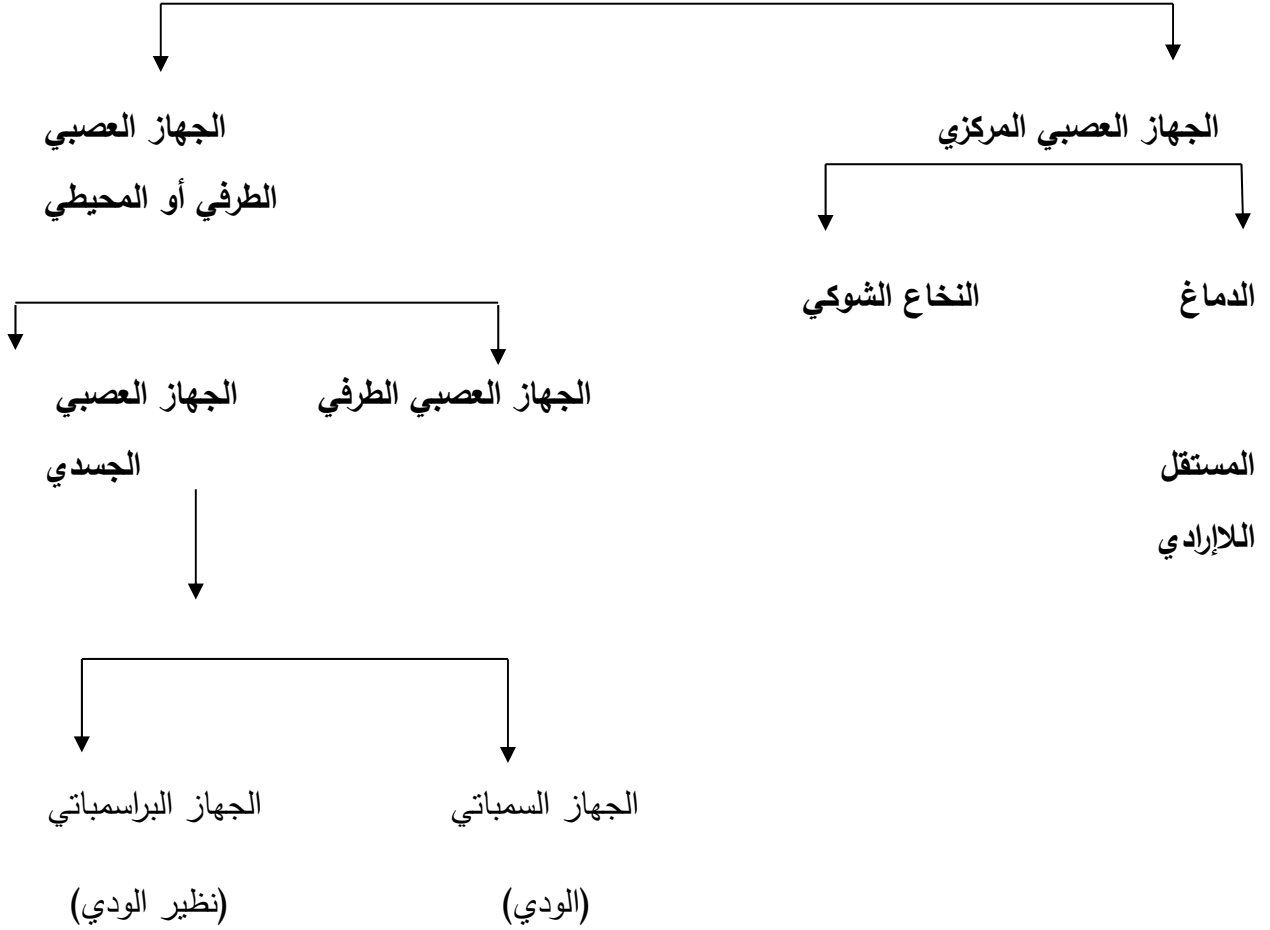 الجهاز العصبي المركزي الجهاز العصبي
الطرفي أو المحيطي
الدماغ النخاع الشوكي
الجهاز العصبي الطرفي الجهاز العصبي
المستقل الجسدي
اللاإرادي
الجهاز السمباتي الجهاز البراسمباتي
(الودي) (نظير الودي)